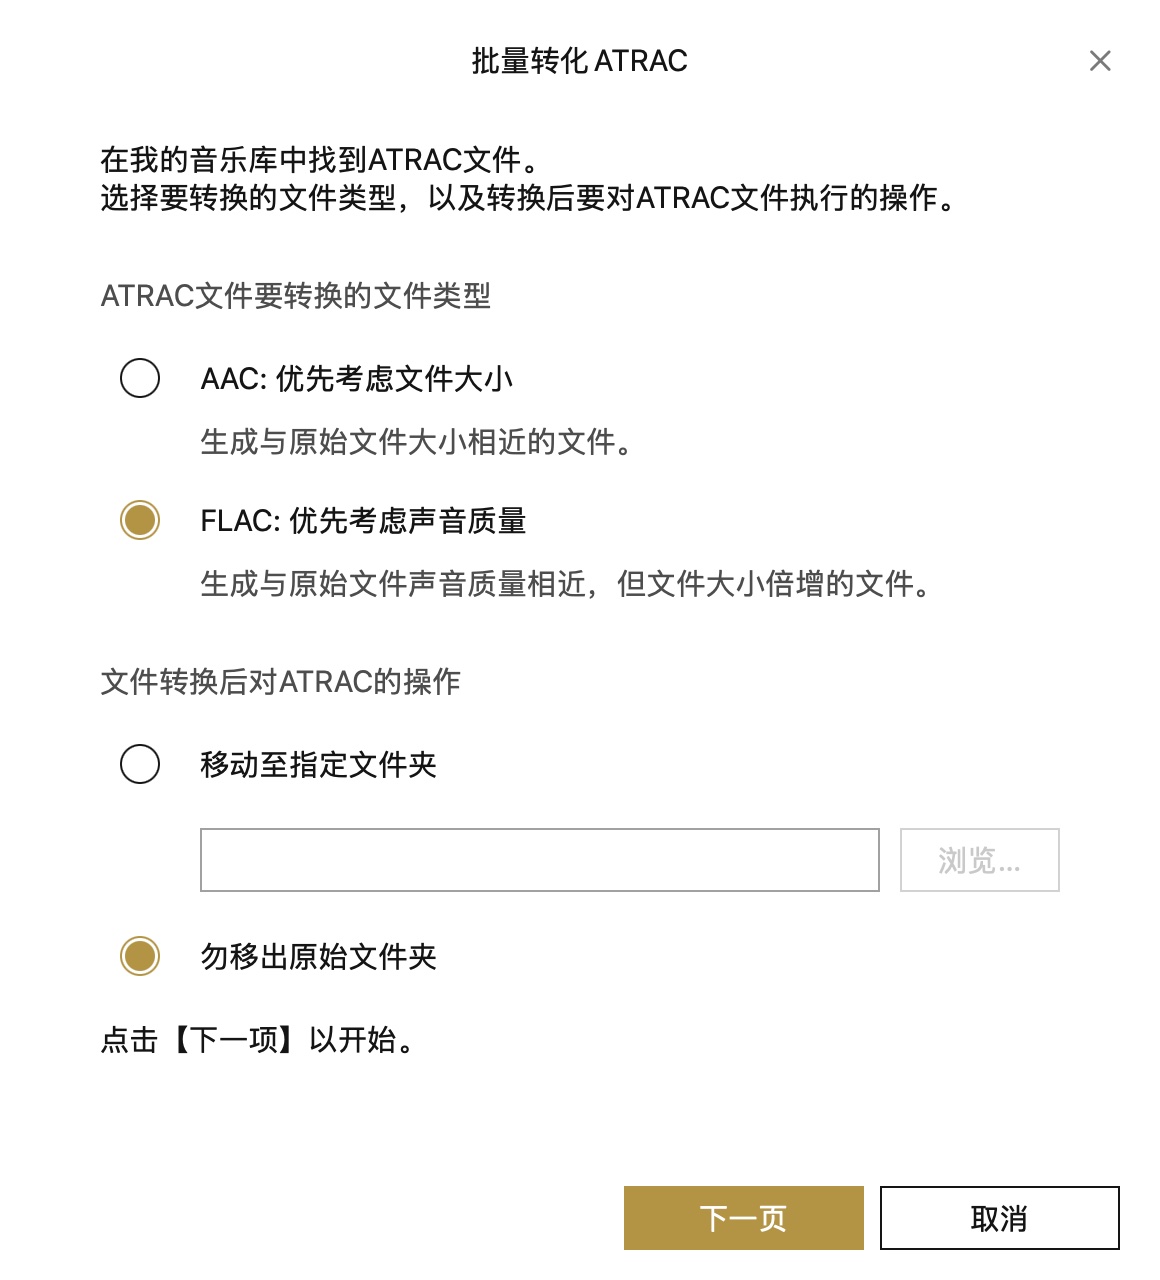 批量转化 ATRAC
在我的音乐库中找到ATRAC文件。
选择要转换的文件类型，以及转换后要对ATRAC文件执行的操作。
ATRAC文件要转换的文件类型
AAC: 优先考虑文件大小
生成与原始文件大小相近的文件。
FLAC: 优先考虑声音质量
生成与原始文件声音质量相近，但文件大小倍增的文件。
文件转换后对ATRAC的操作
移动至指定文件夹
浏览...
勿移出原始文件夹
点击【下一项】以开始。
下一页
取消